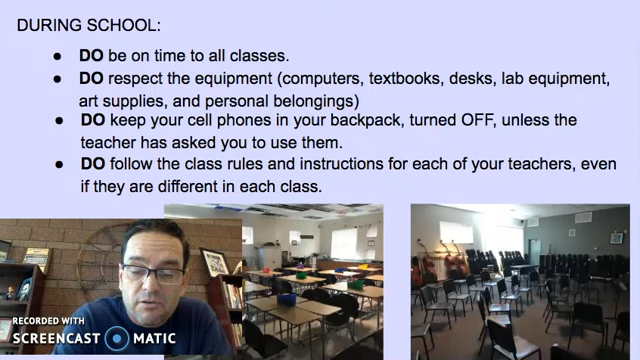 DURING SCHOOL:
● DO be on time to all classes.
● DO respect the equipment (computers, textbooks, desks, lab equipment,
art supplies, and personal belongings)
● DO keep your cell phones in your backpack, turned OFF, unless the
teacher has asked you to use them.
● DO follow the class rules and instructions for each of your teachers, even
if they are different in each class.
RECORDED WITH
SCREENCAST MATIC